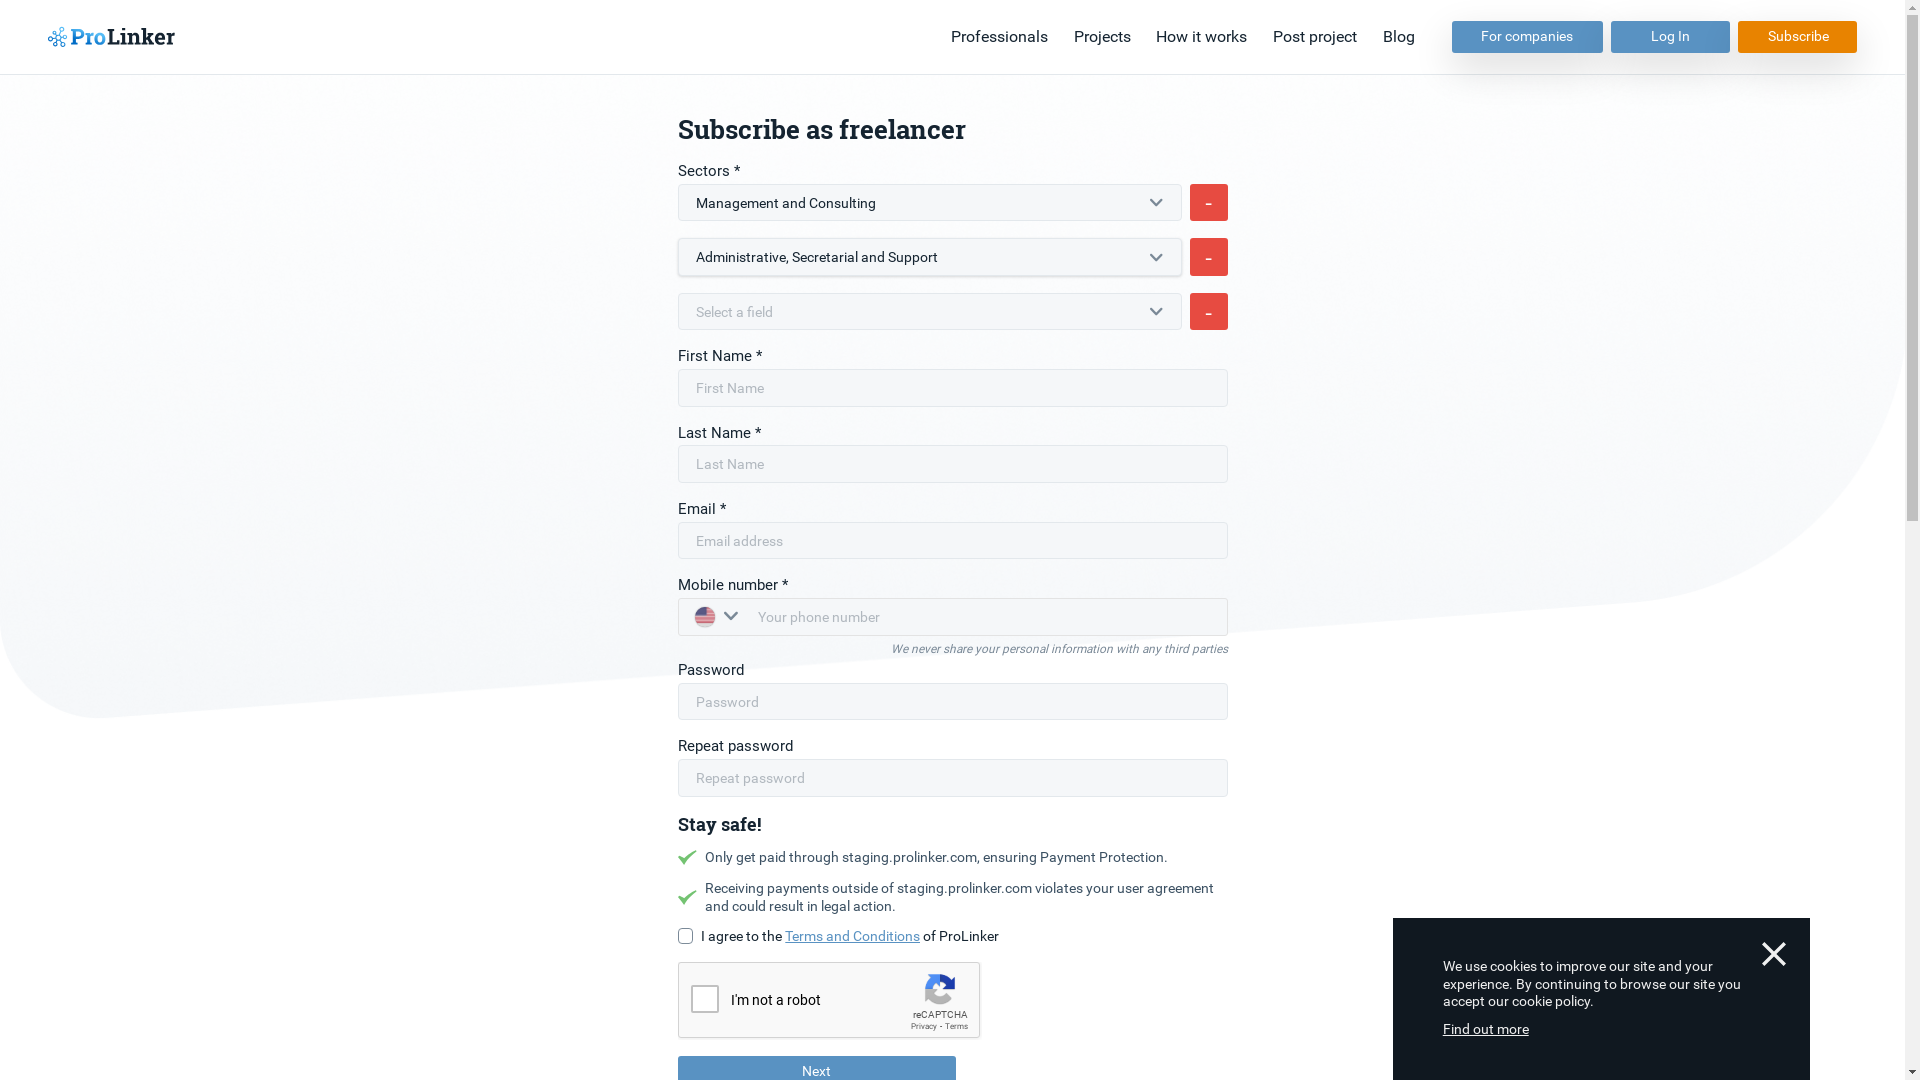 ProLinker
Professionals
Projects
How it works
Post project
Blog
For companies
Log In
Subscribe
Subscribe as freelancer
Sectors *
Management and Consulting
-
Administrative, Secretarial and Support
-
Select a field
-
First Name *
First Name
Last Name *
Last Name
Email *
Email address
Mobile number *
Your phone number
We never share your personal information with any third parties
Password
Password
Repeat password
Repeat password
Stay safe!
Only get paid through staging.prolinker.com, ensuring Payment Protection.
Receiving payments outside of staging.prolinker.com violates your user agreement
and could result in legal action.
I agree to the Terms and Conditions of ProLinker
I'm not a robot
reCAPTCHA
Privacy - Terms
Next
We use cookies to improve our site and your
experience. By continuing to browse our site you
accept our cookie policy.
Find out more